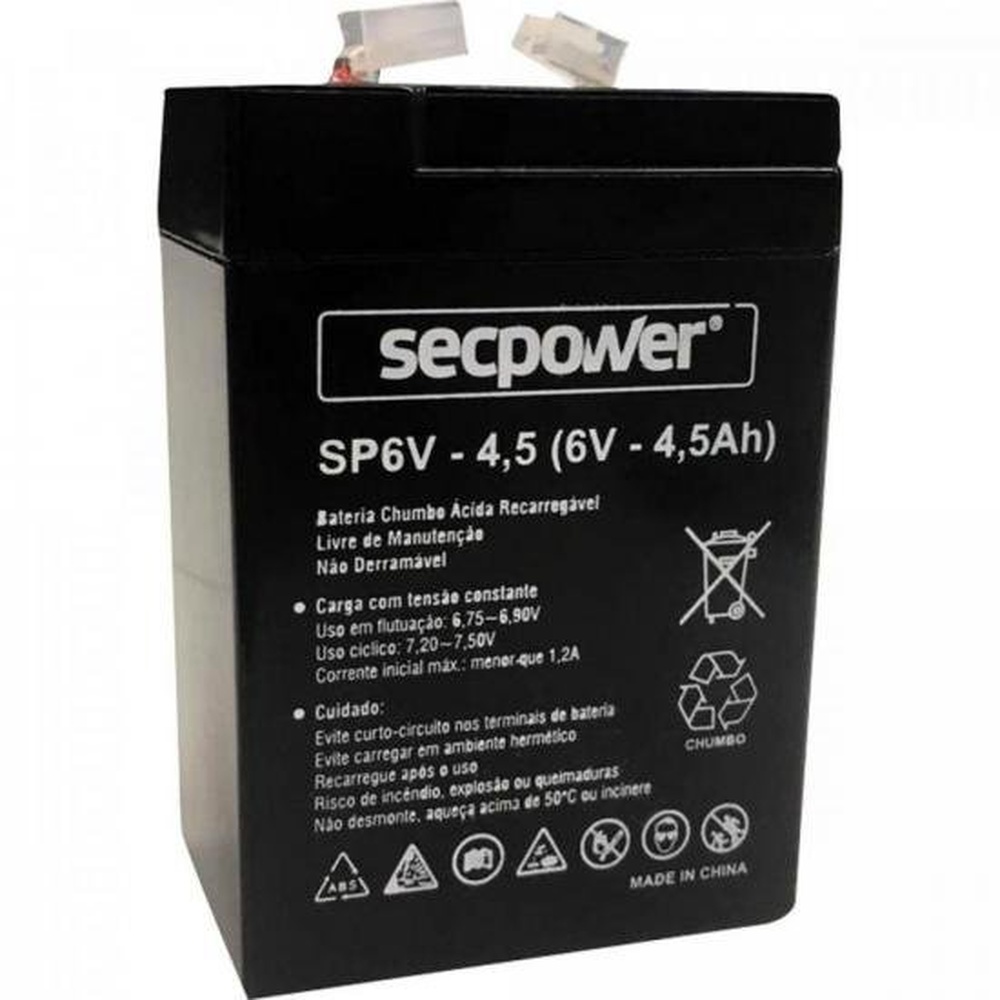 secpower®
SP6V - 4,5 (6V - 4,5Ah)
Bateria Chumbo Ácida Recarregável
Livre de Manutenção
Não Derramável
• Carga com tensão constante
Uso em flutuação: 6,75~6,90V
Uso cíclico: 7,20~7,50V
Corrente inicial máx.: menor que 1,2A
• Cuidado:
Evite curto-circuito nos terminais de bateria
Evite carregar em ambiente hermético
Recarregue após o uso
Risco de incêndio, explosão ou queimaduras
Não desmonte, aqueça acima de 50°C ou incinere
CHUMBO
ABS
MADE IN CHINA